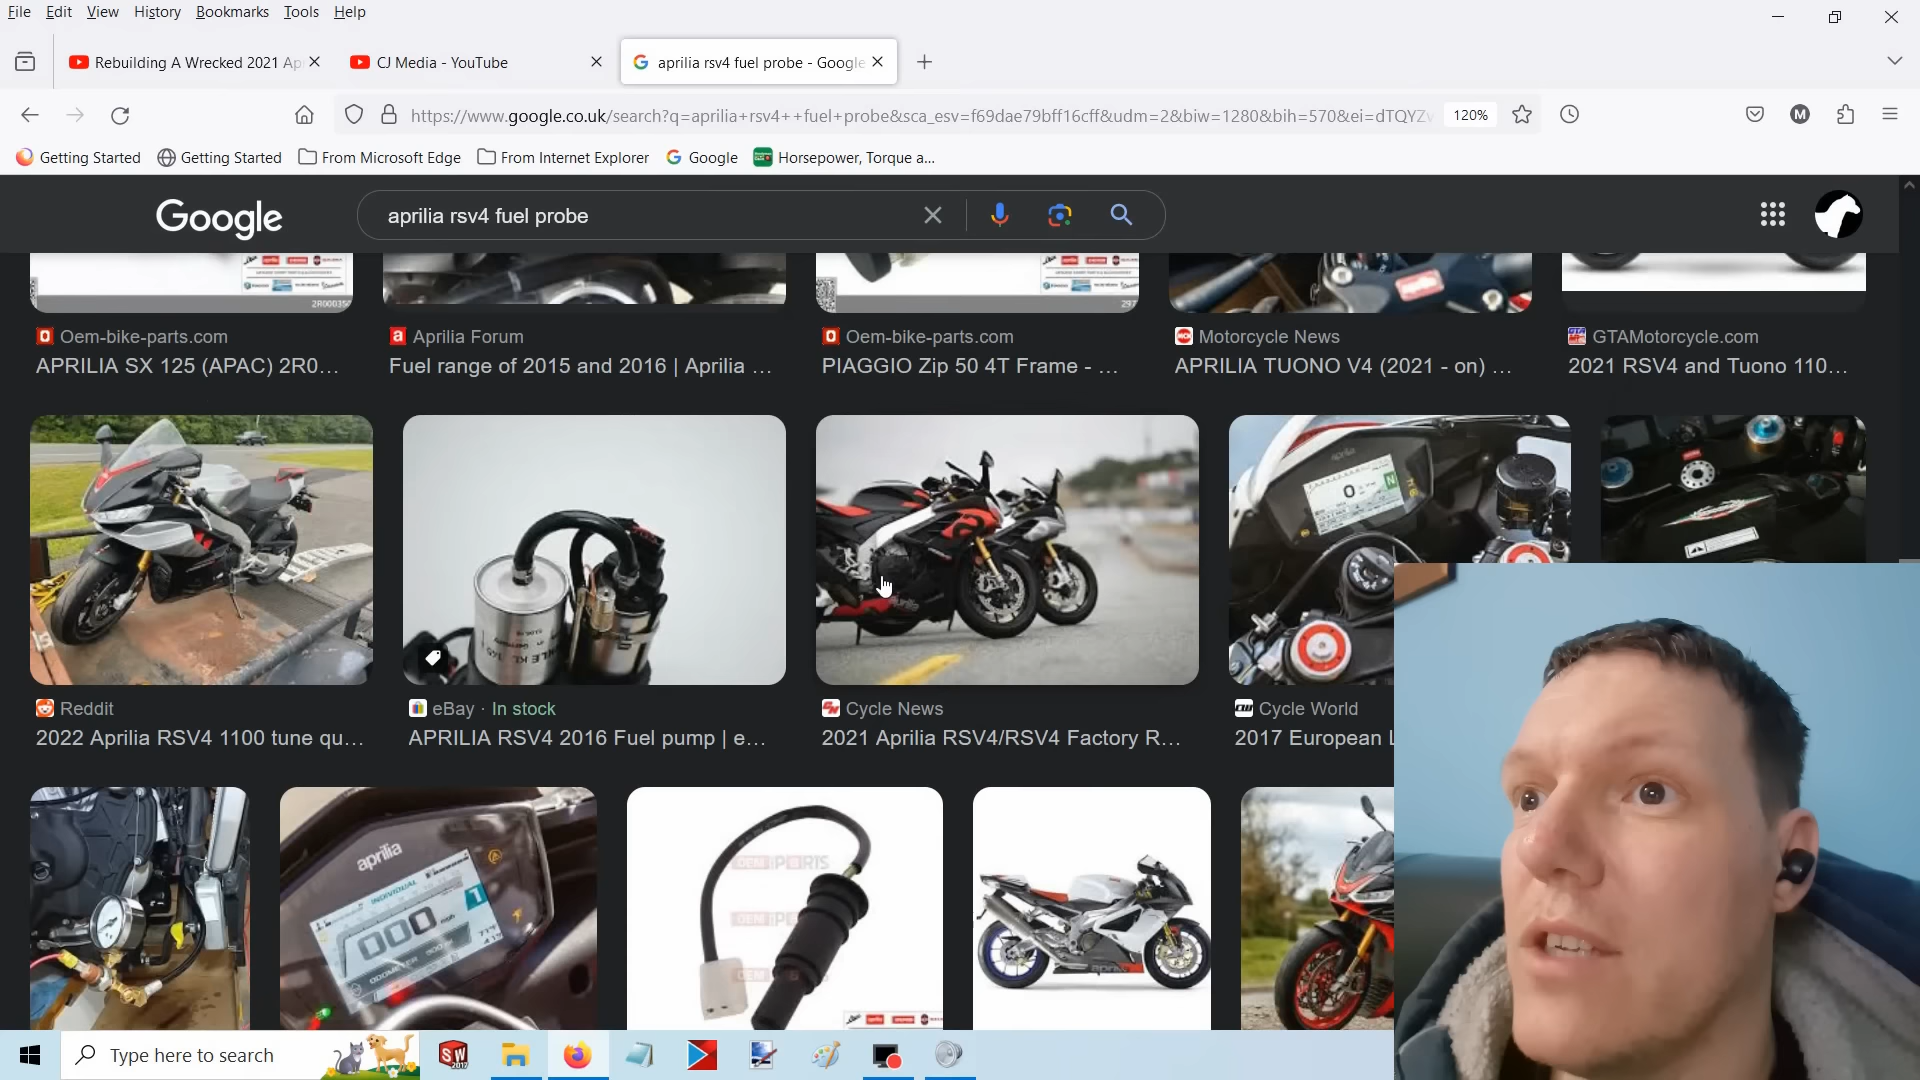 File Edit View History Bookmarks Tools Help
Rebuilding A Wrecked 2021 Ap
CJ Media - YouTube
aprilia rsv4 fuel probe - Google
https://www.google.co.uk/search?q=aprilia+rsv4++fuel+probe&sca_esv=f69dae79bff16cff&udm=2&biw=1280&bih=570&ei=dTQYZv
120%
M
Getting Started Getting Started From Microsoft Edge From Internet Explorer Google Horsepower, Torque a...
Google
aprilia rsv4 fuel probe
Oem-bike-parts.com
APRILIA SX 125 (APAC) 2R0...
Aprilia Forum
Fuel range of 2015 and 2016 | Aprilia ...
Oem-bike-parts.com
PIAGGIO Zip 50 4T Frame - ...
Motorcycle News
APRILIA TUONO V4 (2021 - on) ...
GTAMotorcycle.com
2021 RSV4 and Tuono 110...
Reddit
2022 Aprilia RSV4 1100 tune qu...
eBay · In stock
APRILIA RSV4 2016 Fuel pump | e...
Cycle News
2021 Aprilia RSV4/RSV4 Factory R...
Cycle World
2017 European L
aprilia
INDIVIDUAL
000
ODOMETER
Type here to search